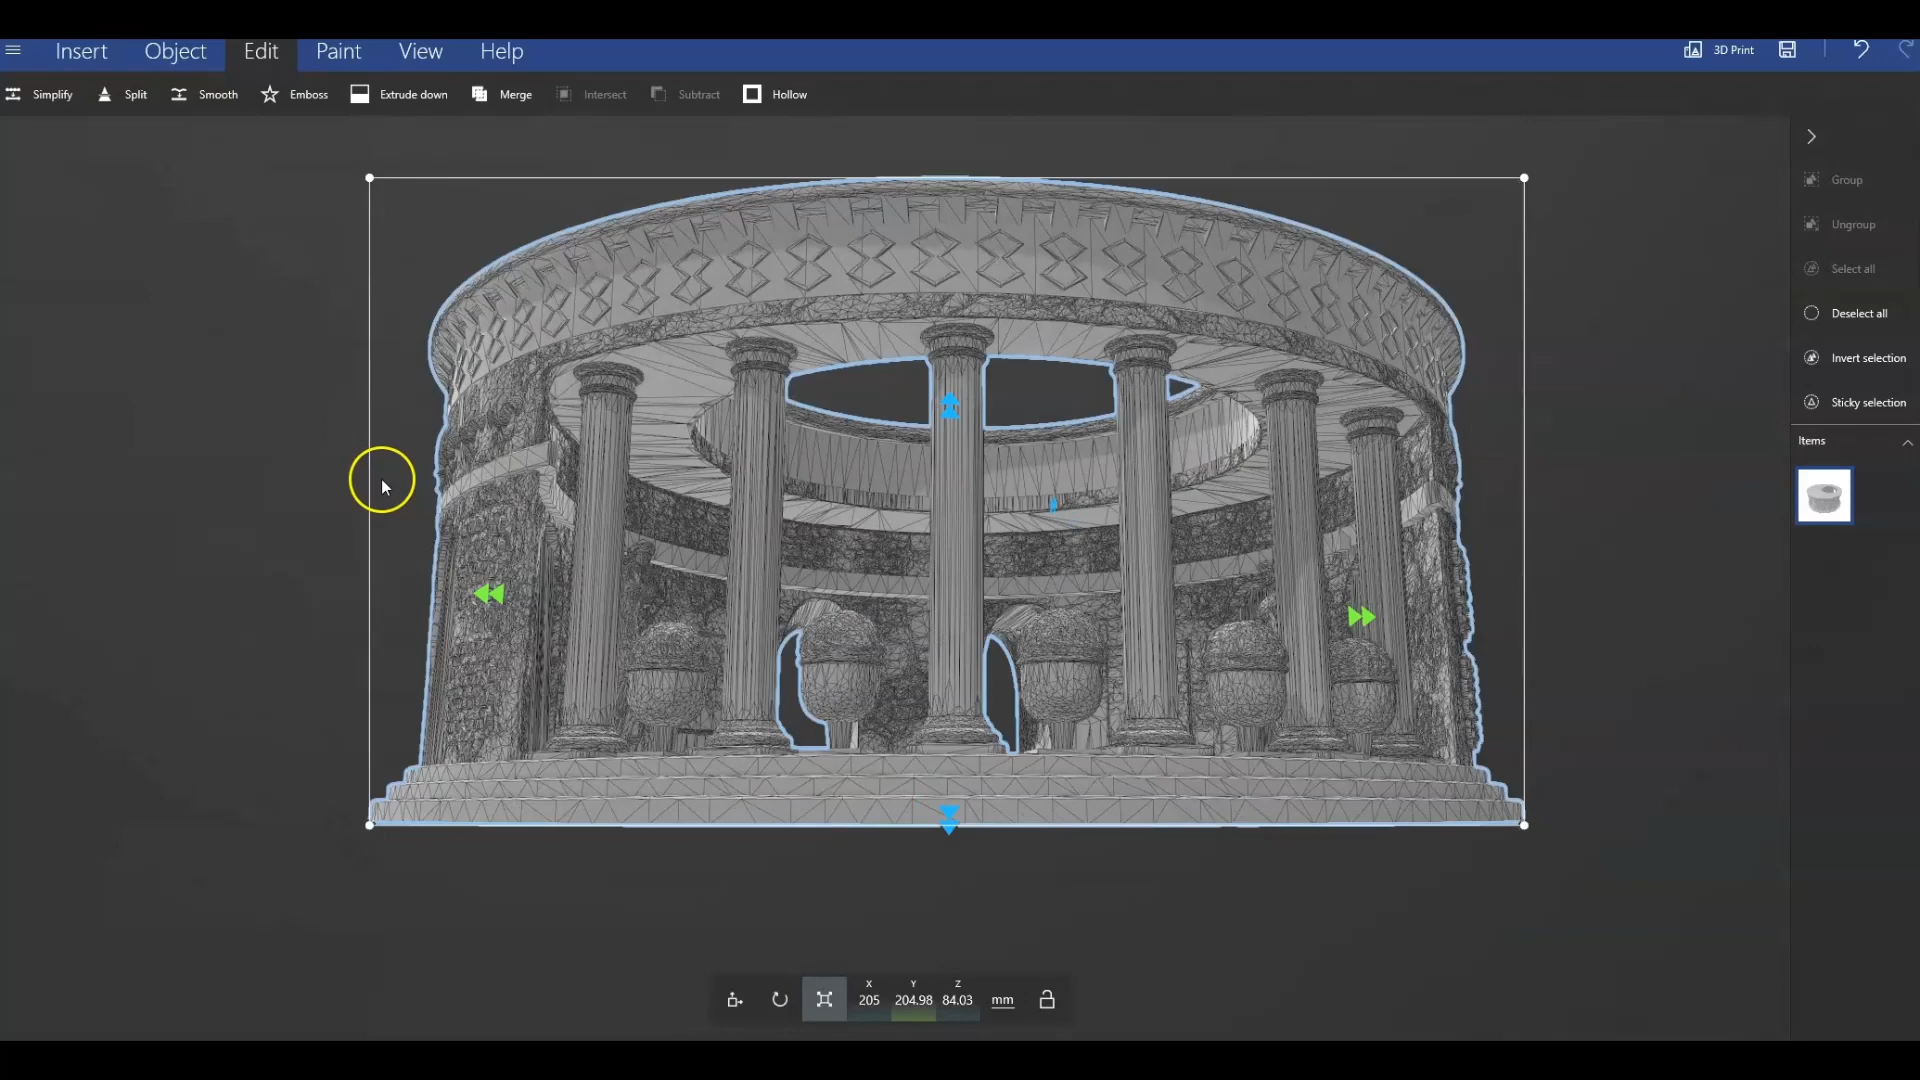 Insert Object Edit Paint View Help 3D Print
Simplify Split Smooth Emboss Extrude down Merge Intersect Subtract Hollow
Group
Ungroup
Select all
Deselect all
Invert selection
Sticky selection
Items
X Y Z
205 204.98 84.03 mm